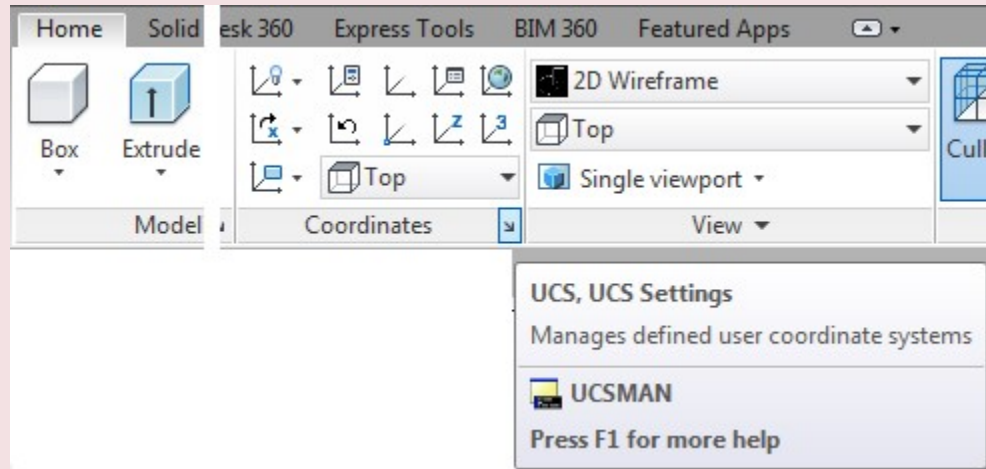 Home Solid esk 360 Express Tools BIM 360 Featured Apps
2D Wireframe
Top
Box Extrude
Top
Single viewport
Cull
Model Coordinates View
UCS, UCS Settings
Manages defined user coordinate systems
UCSMAN
Press F1 for more help